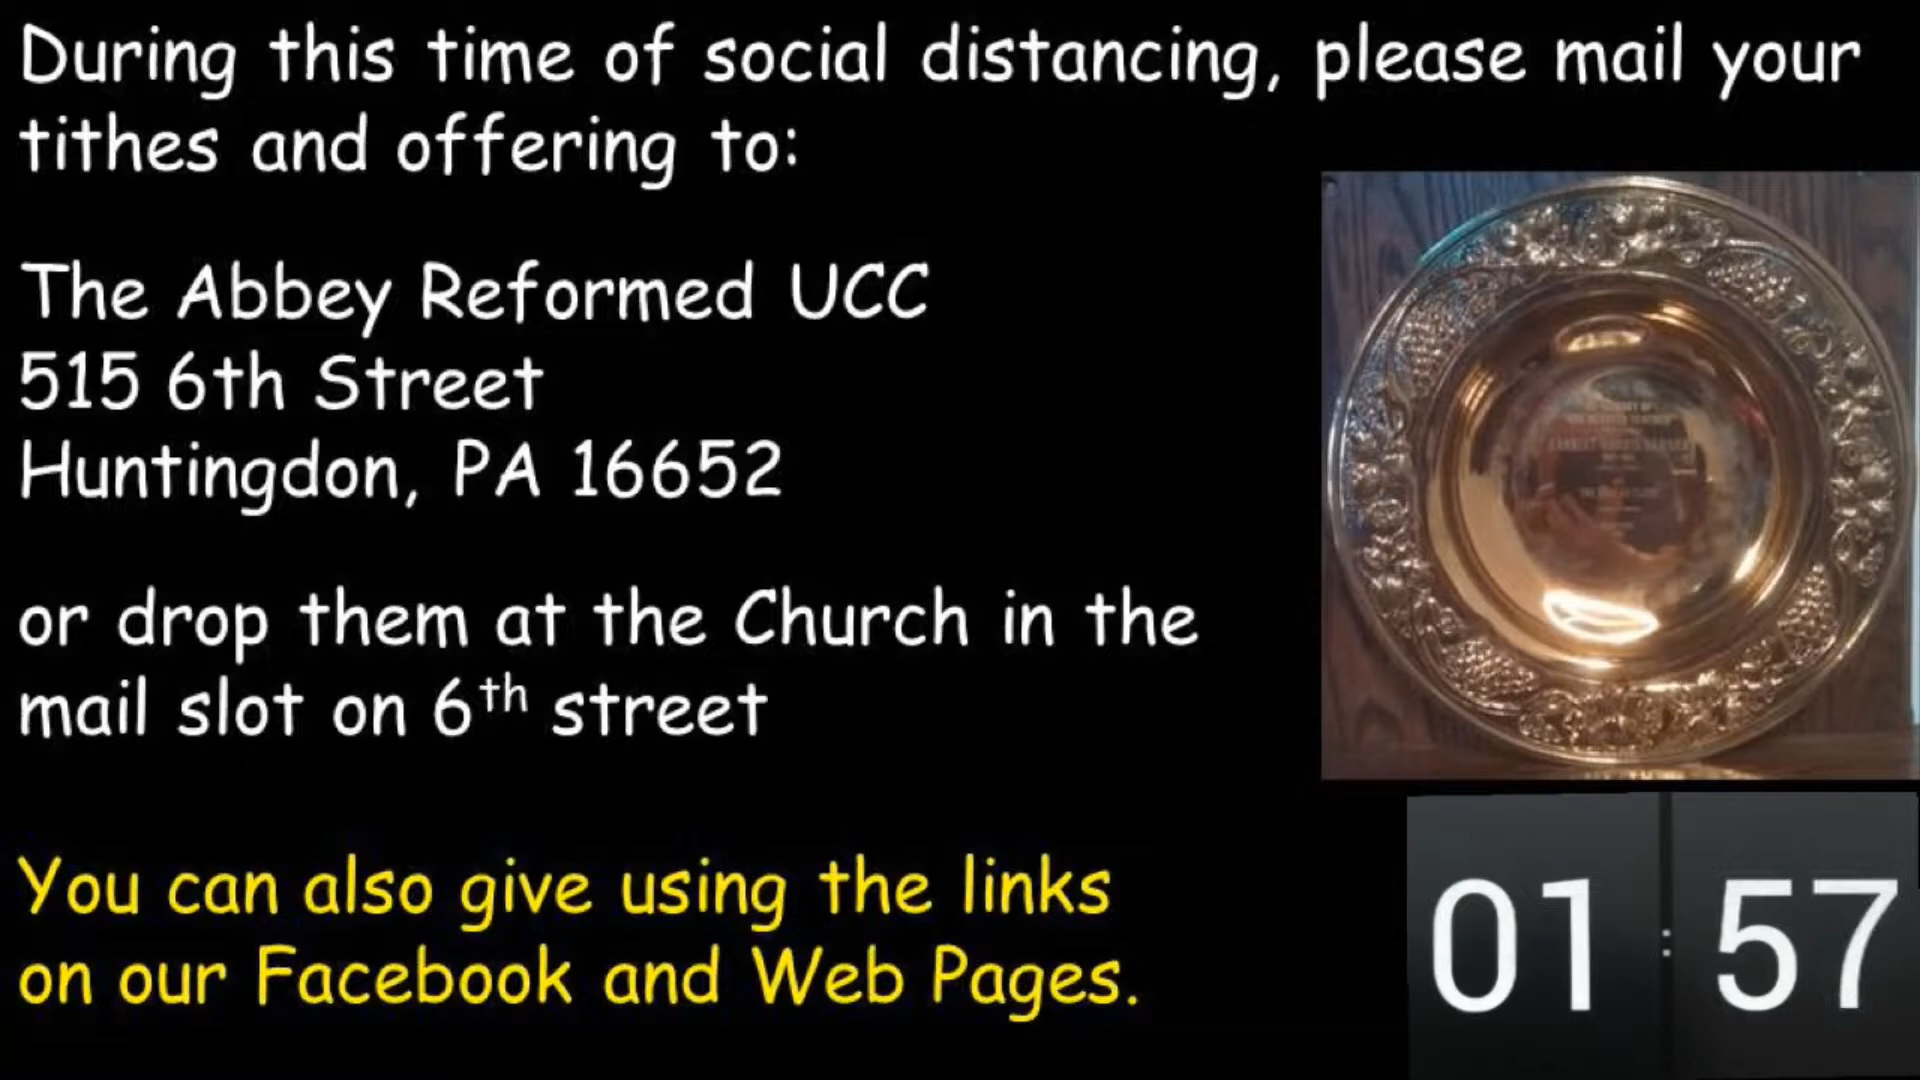 During this time of social distancing, please mail your
tithes and offering to:
The Abbey Reformed UCC
515 6th Street
Huntingdon, PA 16652
or drop them at the Church in the
mail slot on 6th street
You can also give using the links
on our Facebook and Web Pages.
01:57